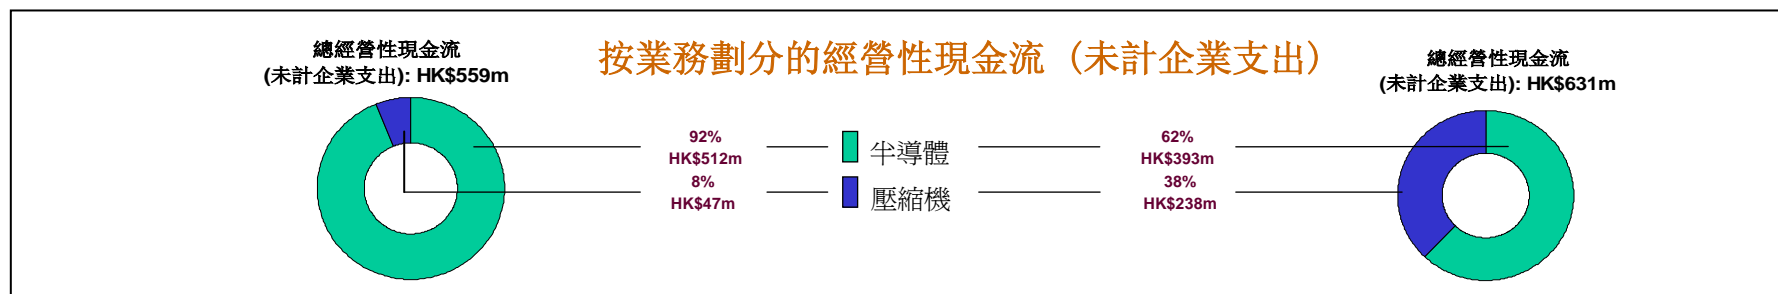 總經營性現金流
(未計企業支出): HK$559m
按業務劃分的經營性現金流 (未計企業支出)
總經營性現金流
(未計企業支出): HK$631m
92%
HK$512m
半導體
62%
HK$393m
8%
HK$47m
壓縮機
38%
HK$238m